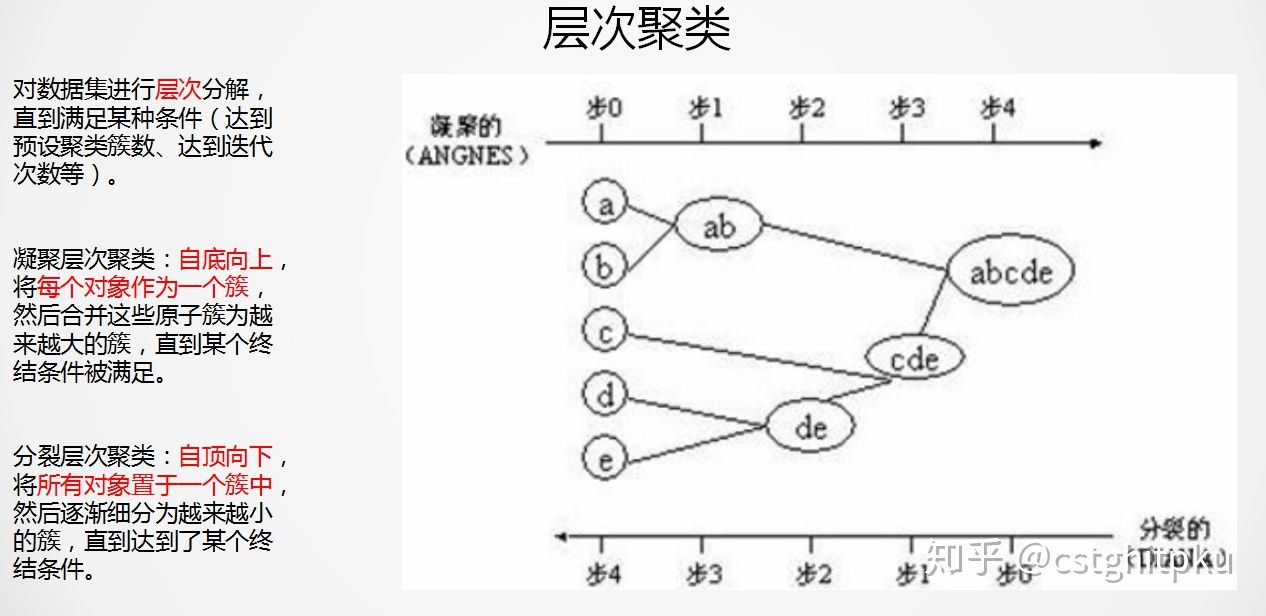 层次聚类
对数据集进行层次分解，
直到满足某种条件（达到
预设聚类簇数、达到迭代
次数等）。
凝聚层次聚类：自底向上，
将每个对象作为一个簇，
然后合并这些原子簇为越
来越大的簇，直到某个终
结条件被满足。
分裂层次聚类：自顶向下，
将所有对象置于一个簇中，
然后逐渐细分为越来越小
的簇，直到达到了某个终
结条件。
步0 步1 步2 步3 步4
凝聚的
（ANGNES）
a
ab
b
abcde
c
cde
d
de
e
分裂的
（DIANA）
步4 步3 步2 步1 步0
知乎 @cstghitpku